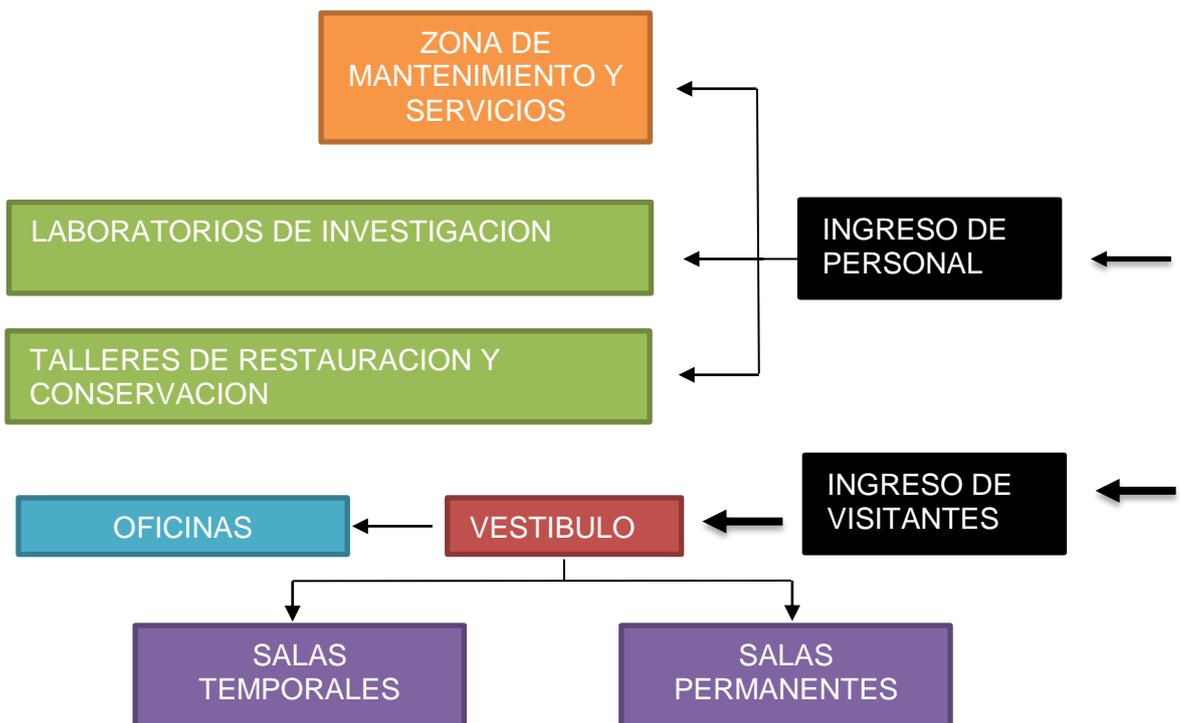 ZONA DE
MANTENIMIENTO Y
SERVICIOS
LABORATORIOS DE INVESTIGACION
INGRESO DE
PERSONAL
TALLERES DE RESTAURACION Y
CONSERVACION
INGRESO DE
VISITANTES
OFICINAS
VESTIBULO
SALAS
TEMPORALES
SALAS
PERMANENTES